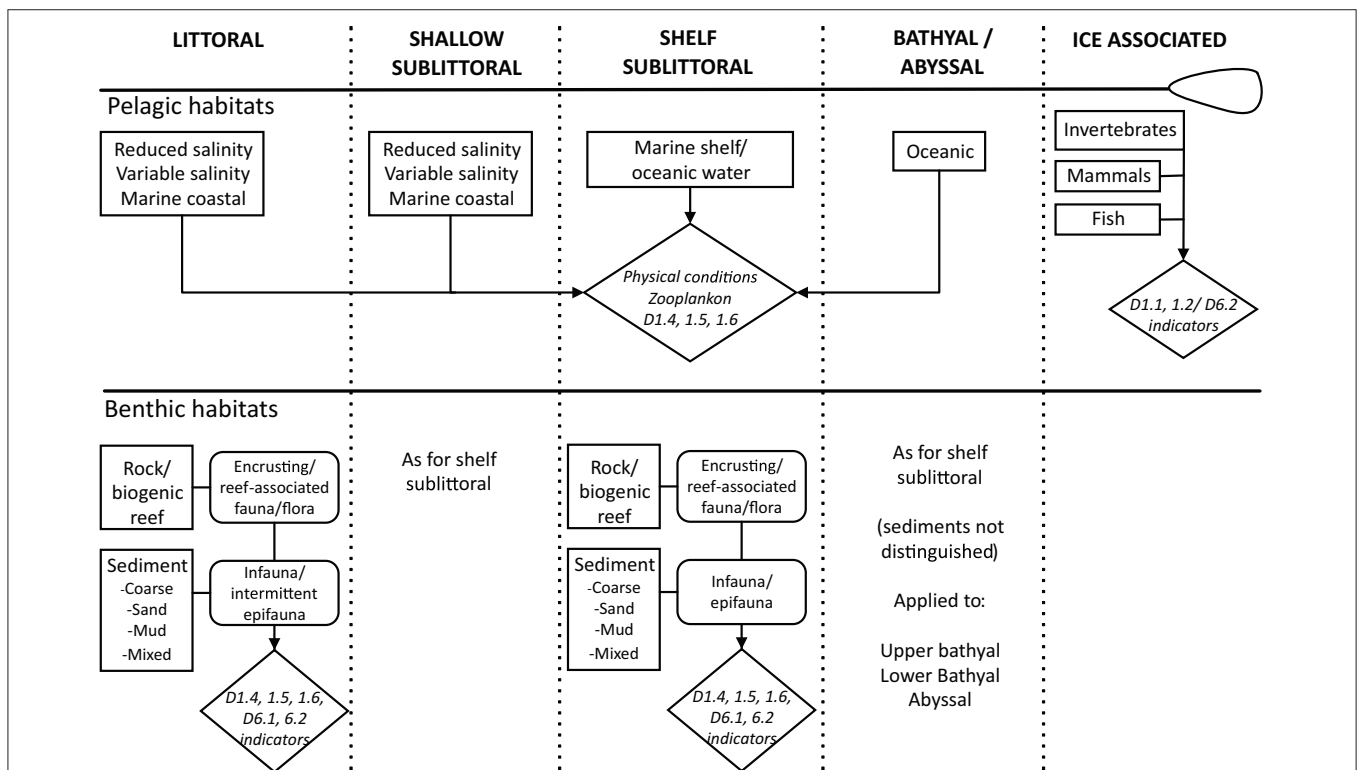 LITTORAL
SHALLOW
SUBLITTORAL
SHELF
SUBLITTORAL
BATHYAL /
ABYSSAL
ICE ASSOCIATED
Pelagic habitats
Reduced salinity
Variable salinity
Marine coastal
Reduced salinity
Variable salinity
Marine coastal
Marine shelf/
oceanic water
Oceanic
Invertebrates
Mammals
Fish
Physical conditions
Zooplankon
D1.4, 1.5, 1.6
D1.1, 1.2/ D6.2
indicators
Benthic habitats
Rock/
biogenic
reef
Encrusting/
reef-associated
fauna/flora
Sediment
-Coarse
-Sand
-Mud
-Mixed
Infauna/
intermittent
epifauna
D1.4, 1.5, 1.6,
D6.1, 6.2
indicators
As for shelf
sublittoral
Rock/
biogenic
reef
Encrusting/
reef-associated
fauna/flora
Sediment
-Coarse
-Sand
-Mud
-Mixed
Infauna/
epifauna
D1.4, 1.5, 1.6,
D6.1, 6.2
indicators
As for shelf
sublittoral
(sediments not
distinguished)
Applied to:
Upper bathyal
Lower Bathyal
Abyssal